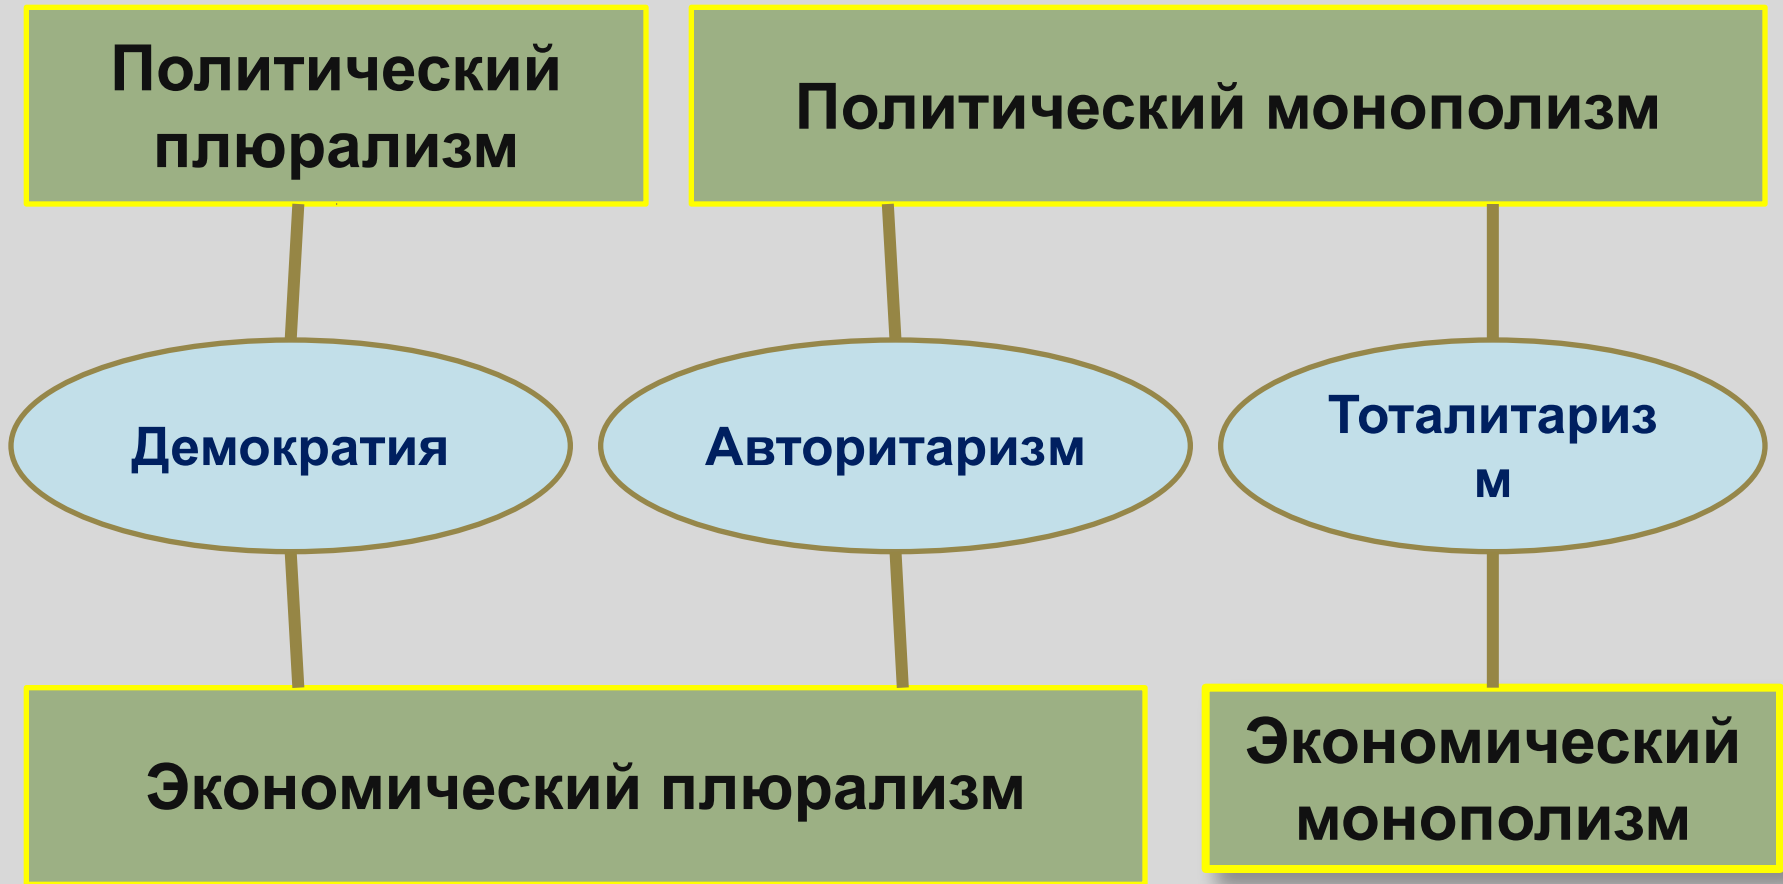 Политический
плюрализм
Политический монополизм
Демократия
Авторитаризм
Тоталитариз
м
Экономический плюрализм
Экономический
монополизм